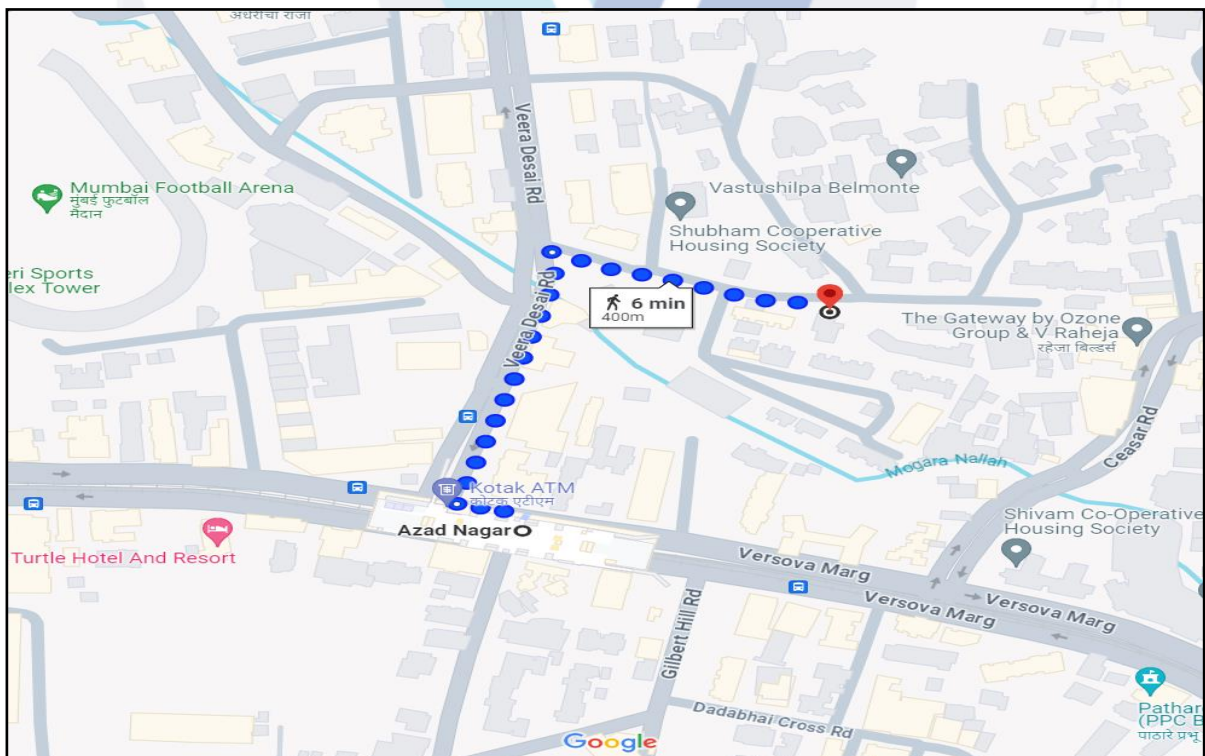 अंधेरीचा राजा
Veera Desai Rd
Mumbai Football Arena
मुंबई फुटबॉल
मैदान
Vastushilpa Belmonte
Shubham Cooperative
Housing Society
eri Sports
lex Tower
Veera Desai Rd
6 min
400m
The Gateway by Ozone
Group & V Raheja
रहेजा बिल्डर्स
Ceasar Rd
Mogara Nallah
Kotak ATM
कोटक एटीएम
Azad Nagar
Turtle Hotel And Resort
Shivam Co-Operative
Housing Society
Versova Marg
Versova Marg
Versova Marg
Gilbert Hill Rd
Dadabhai Cross Rd
Pathar
(PPC B
पाठारे प्रभू
Google